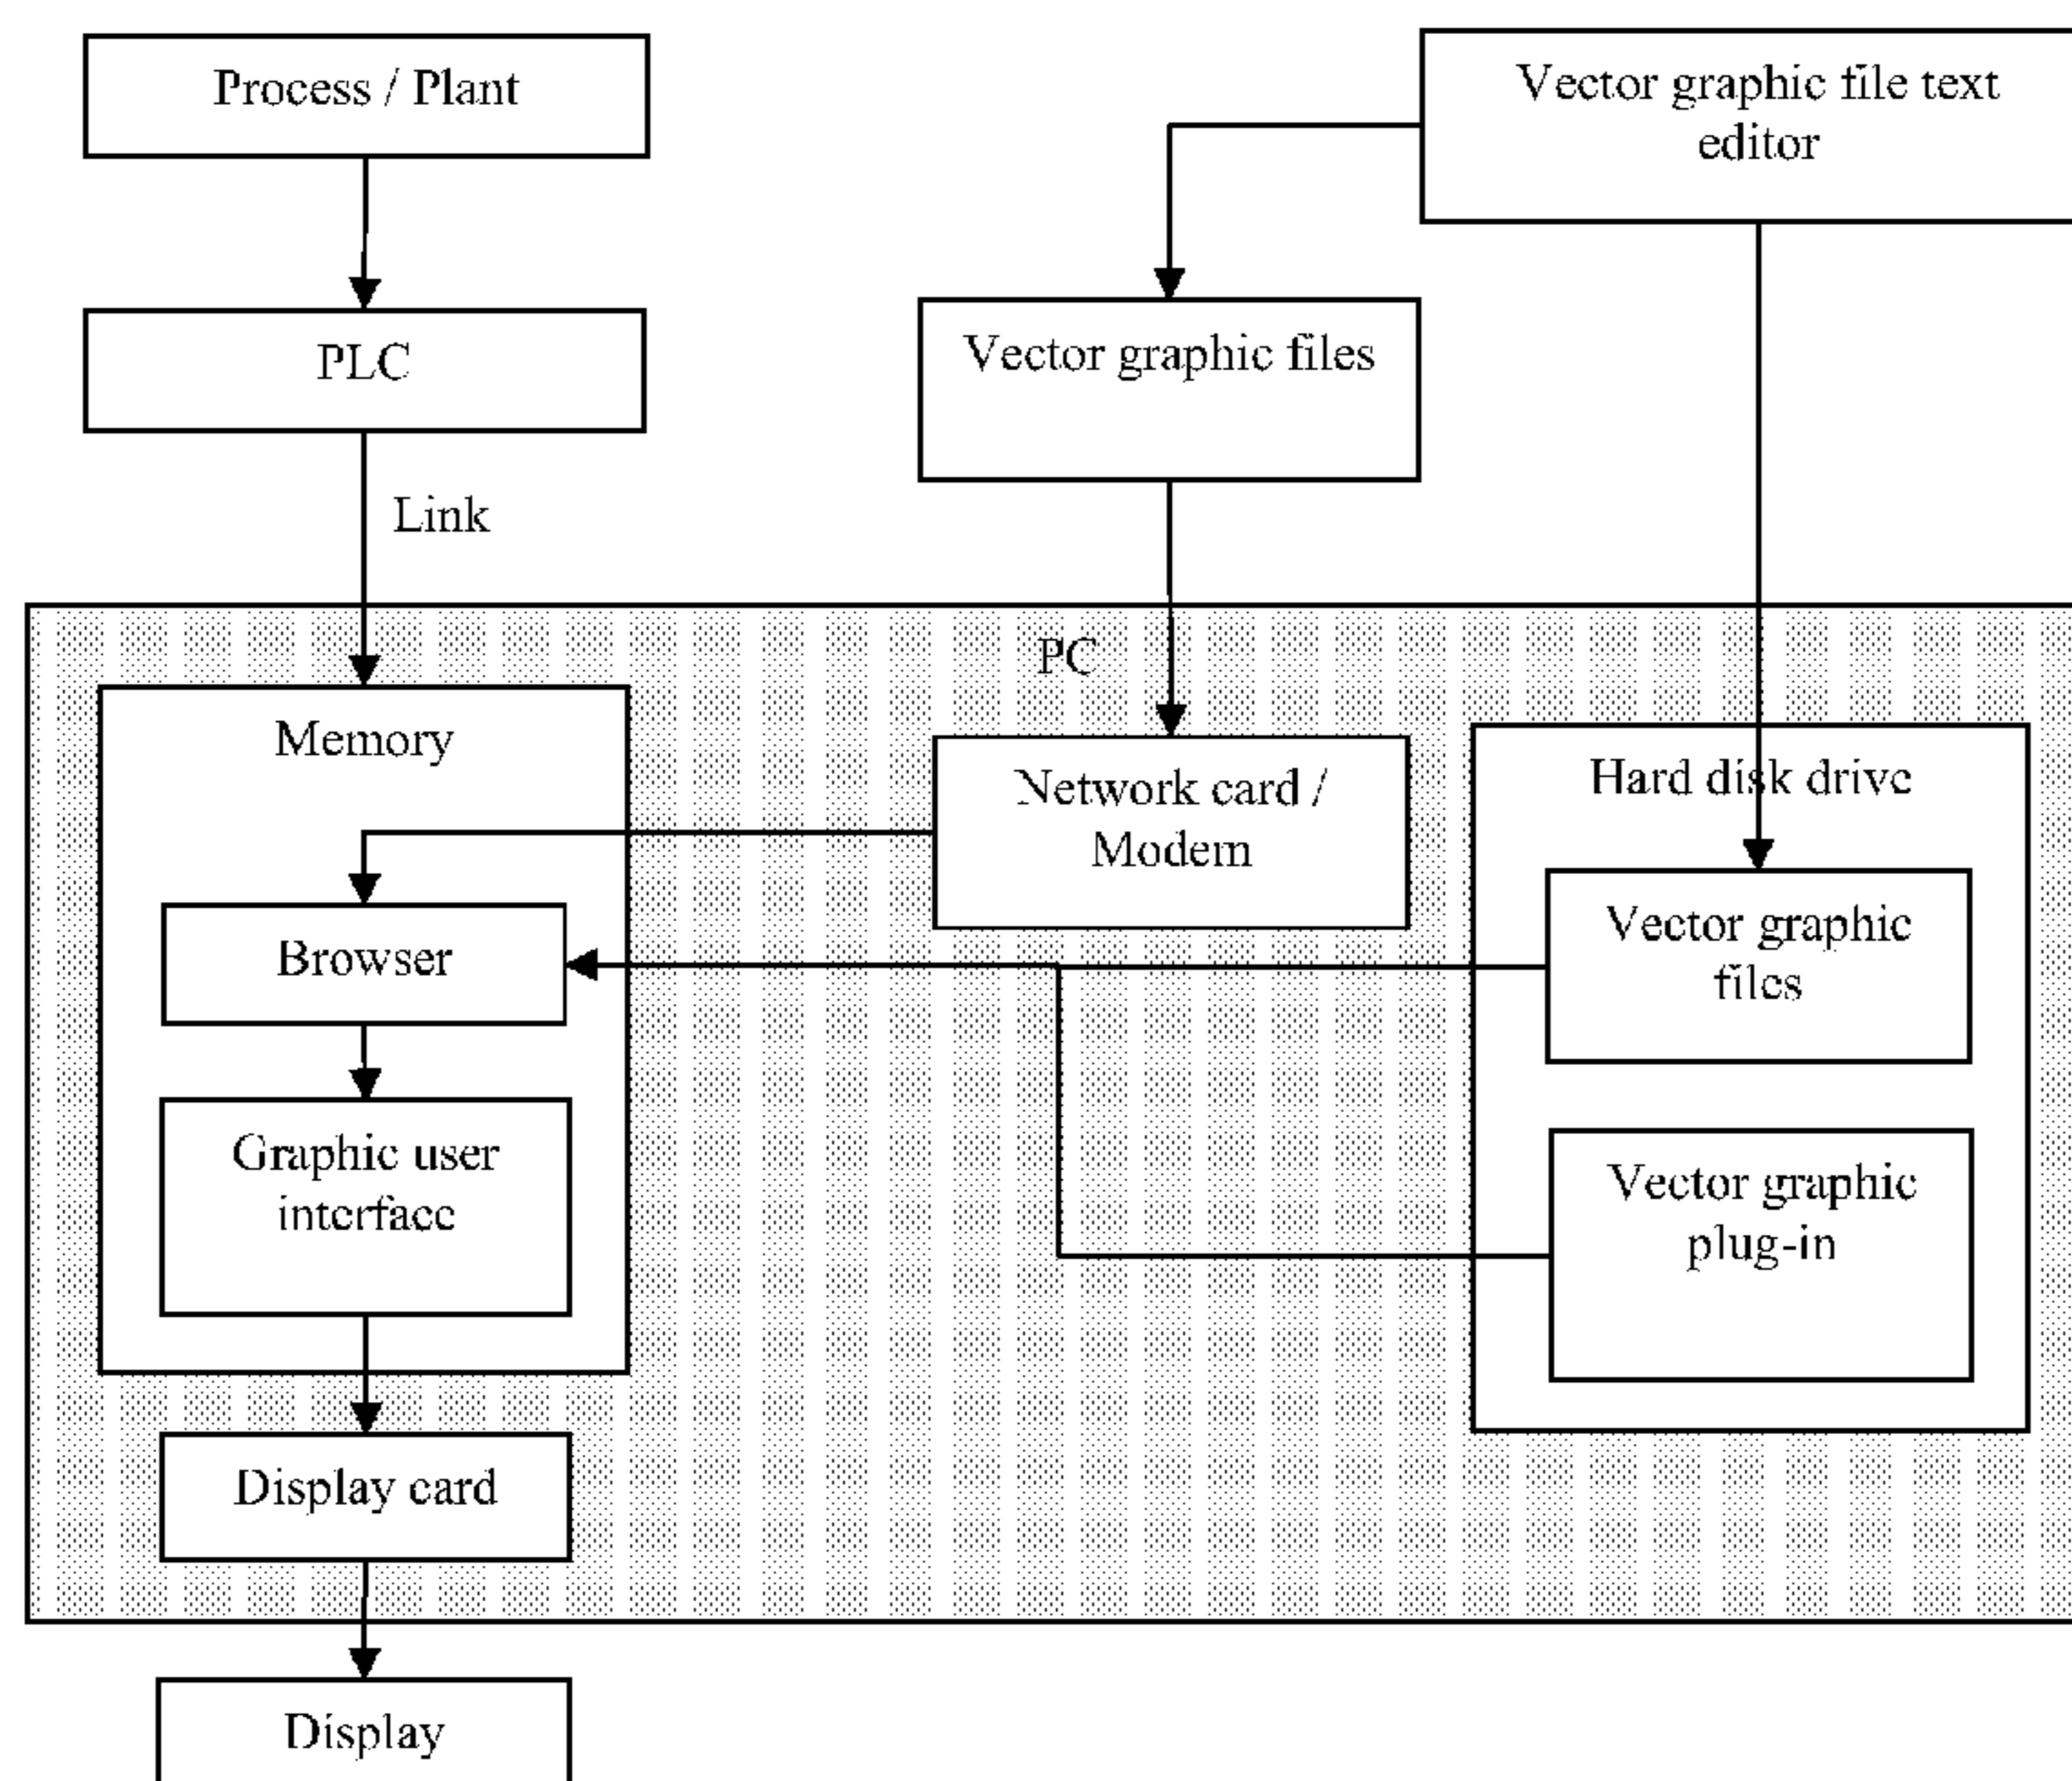 Process / Plant
Vector graphic file text
editor
PLC
Vector graphic files
Link
PC
Memory
Network card /
Modem
Hard disk drive
Browser
Vector graphic
files
Graphic user
interface
Vector graphic
plug-in
Display card
Display